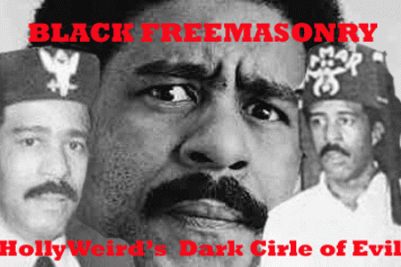 BLACK FREEMASONRY
HollyWeird's Dark Cirle of Evil